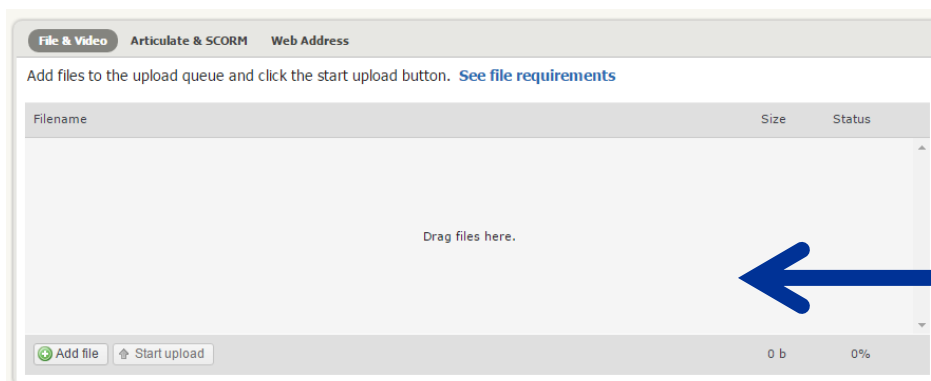 File & Video Articulate & SCORM Web Address
Add files to the upload queue and click the start upload button. See file requirements
Filename Size Status
Drag files here.
Add file Start upload 0 b 0%